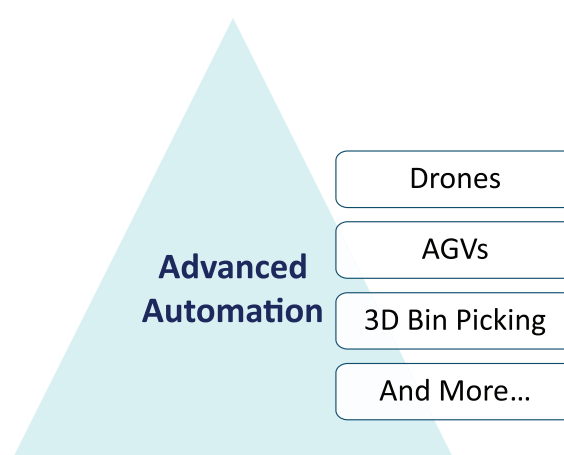 Drones
AGVs
Advanced
Automation
3D Bin Picking
And More...